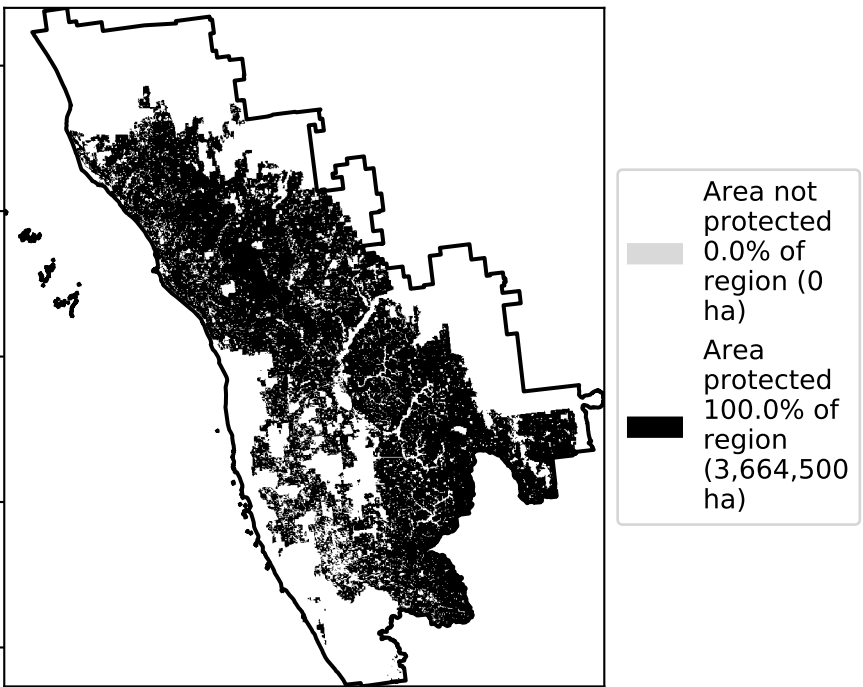 Area not
protected
0.0% of
region (0
ha)
Area
protected
100.0% of
region
(3,664,500
ha)